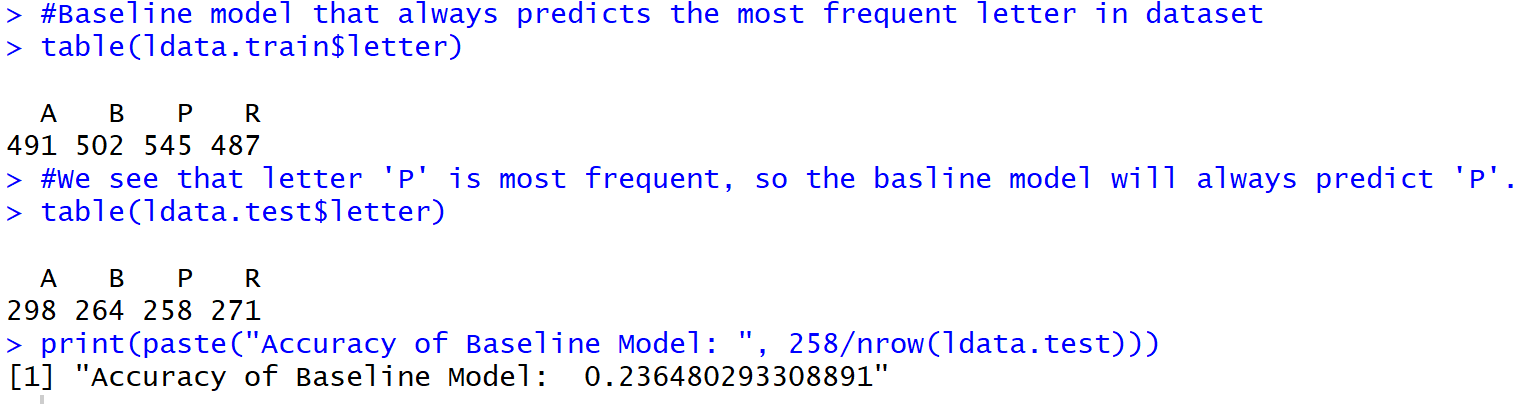 > #Baseline model that always predicts the most frequent letter in dataset
> table(ldata.train$letter)
  A   B   P   R
491 502 545 487
> #We see that letter 'P' is most frequent, so the basline model will always predict 'P'.
> table(ldata.test$letter)
  A   B   P   R
298 264 258 271
> print(paste("Accuracy of Baseline Model: ", 258/nrow(ldata.test)))
[1] "Accuracy of Baseline Model:  0.236480293308891"